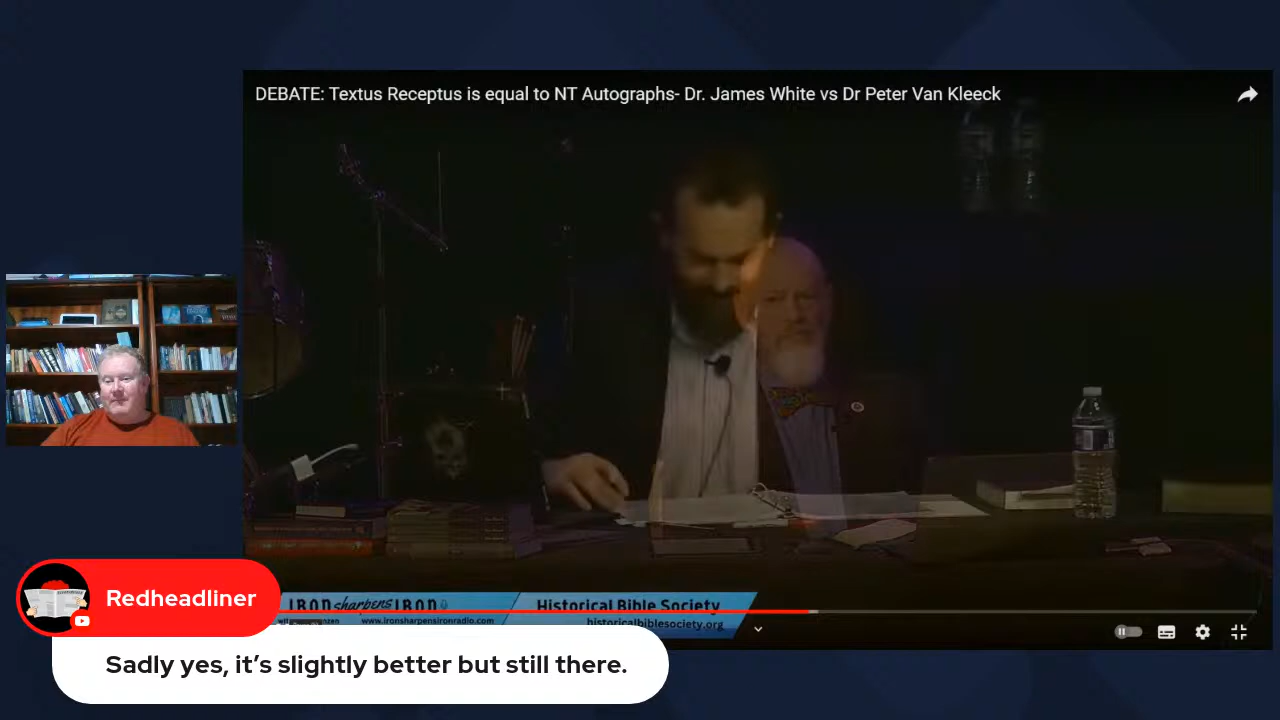 DEBATE: Textus Receptus is equal to NT Autographs- Dr. James White vs Dr Peter Van Kleeck
IRON sharpens IRON
Historical Bible Society
www.ironsharpensironradio.com
historicalbiblesociety.org
Redheadliner
Sadly yes, it’s slightly better but still there.